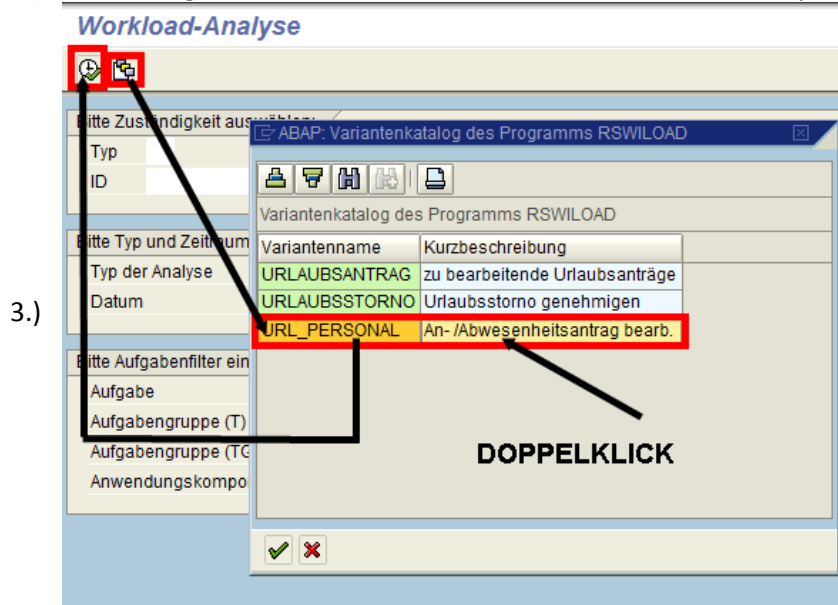 Workload-Analyse
Bitte Zuständigkeit aus
Typ
ID
ABAP: Variantenkatalog des Programms RSWILOAD
Variantenkatalog des Programms RSWILOAD
Variantenname Kurzbeschreibung
URLAUBSANTRAG zu bearbeitende Urlaubsanträge
URLAUBSSTORNO Urlaubsstorno genehmigen
URL_PERSONAL An- /Abwesenheitsantrag bearb.
Bitte Typ und Zeitraum
Typ der Analyse
Datum
3.)
Bitte Aufgabenfilter ein
Aufgabe
Aufgabengruppe (T)
Aufgabengruppe (TG
Anwendungskompo
DOPPELKLICK